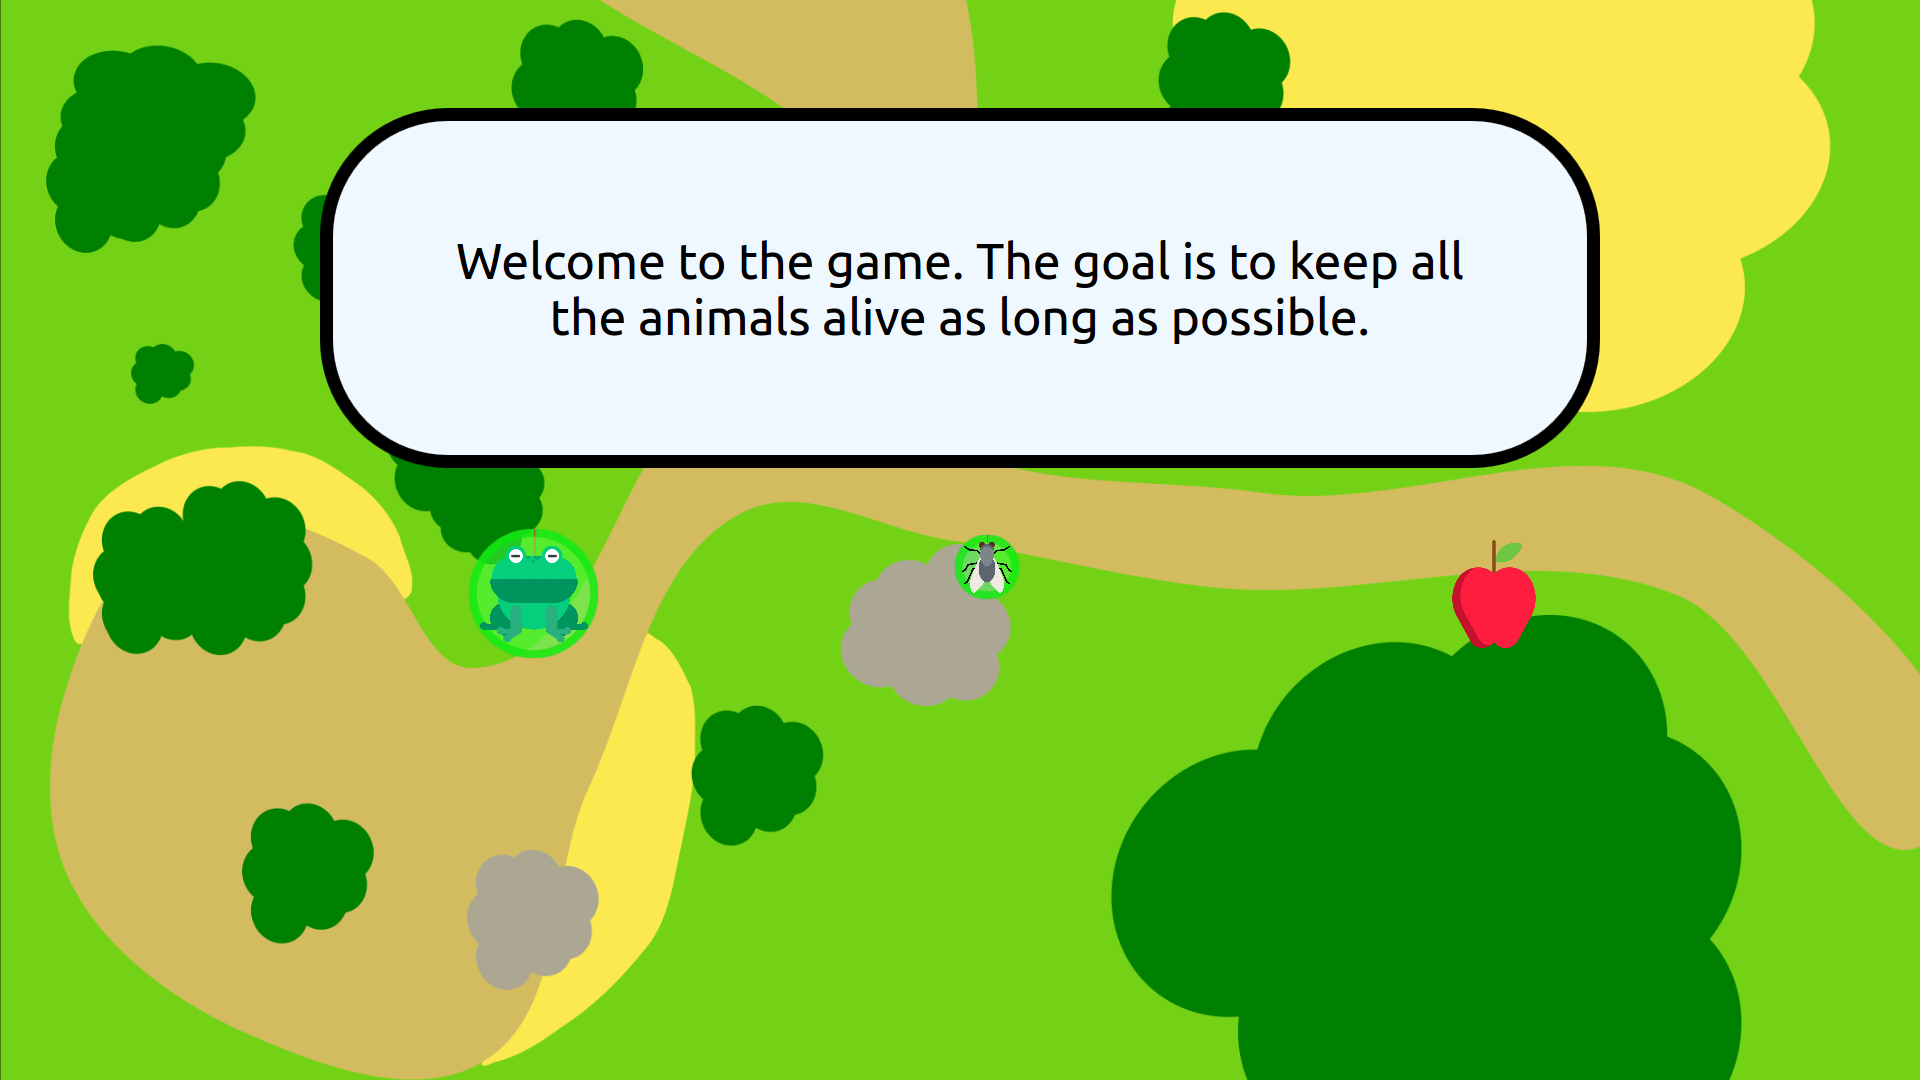 Welcome to the game. The goal is to keep all
the animals alive as long as possible.